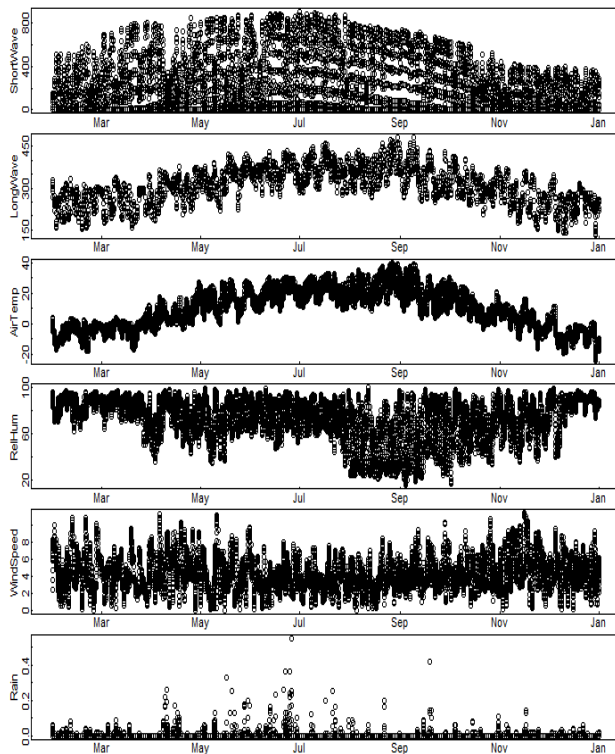 ShortWave
800
400
0
Mar May Jul Sep Nov Jan
LongWave
450
300
150
Mar May Jul Sep Nov Jan
AirTemp
40
20
0
-20
Mar May Jul Sep Nov Jan
RelHum
100
60
20
Mar May Jul Sep Nov Jan
WindSpeed
8
6
4
2
0
Mar May Jul Sep Nov Jan
Rain
0.4
0.2
0.0
Mar May Jul Sep Nov Jan